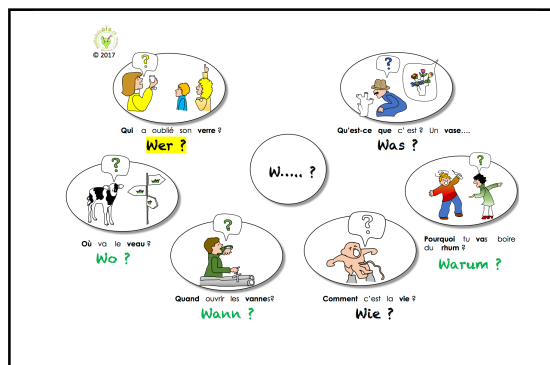 © 2017
?
Qui a oublié son verre ?
Wer ?
?
Qu'est-ce que c' est ? Un vase....
Was ?
W..... ?
?
Où va le veau ?
Wo ?
?
Pourquoi tu vas boire
du rhum ?
Warum ?
?
Quand ouvrir les vannes?
Wann ?
?
Comment c'est la vie ?
Wie ?